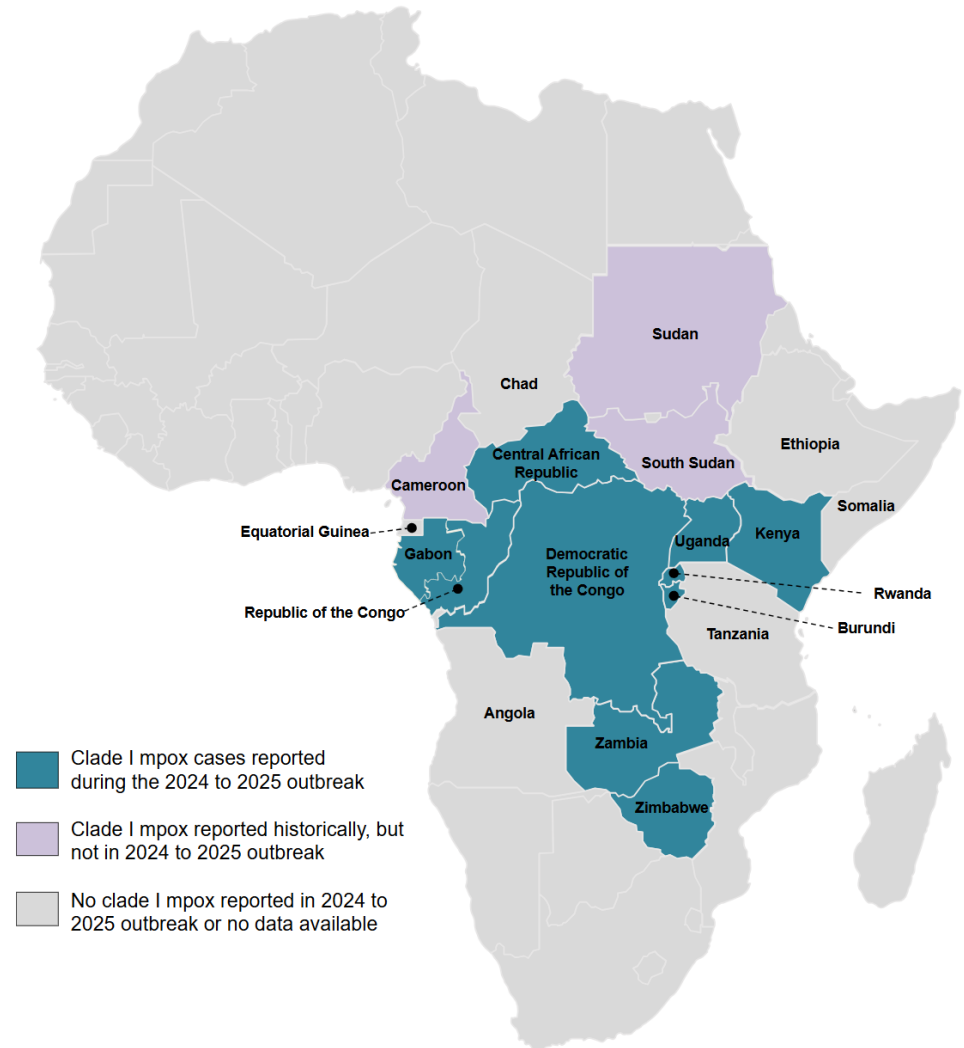 Sudan
Chad
Ethiopia
Central African
Republic
South Sudan
Cameroon
Somalia
Equatorial Guinea
Uganda
Kenya
Gabon
Democratic
Republic of
the Congo
Rwanda
Republic of the Congo
Burundi
Tanzania
Angola
Zambia
Zimbabwe
Clade I mpox cases reported
during the 2024 to 2025 outbreak
Clade I mpox reported historically, but
not in 2024 to 2025 outbreak
No clade I mpox reported in 2024 to
2025 outbreak or no data available